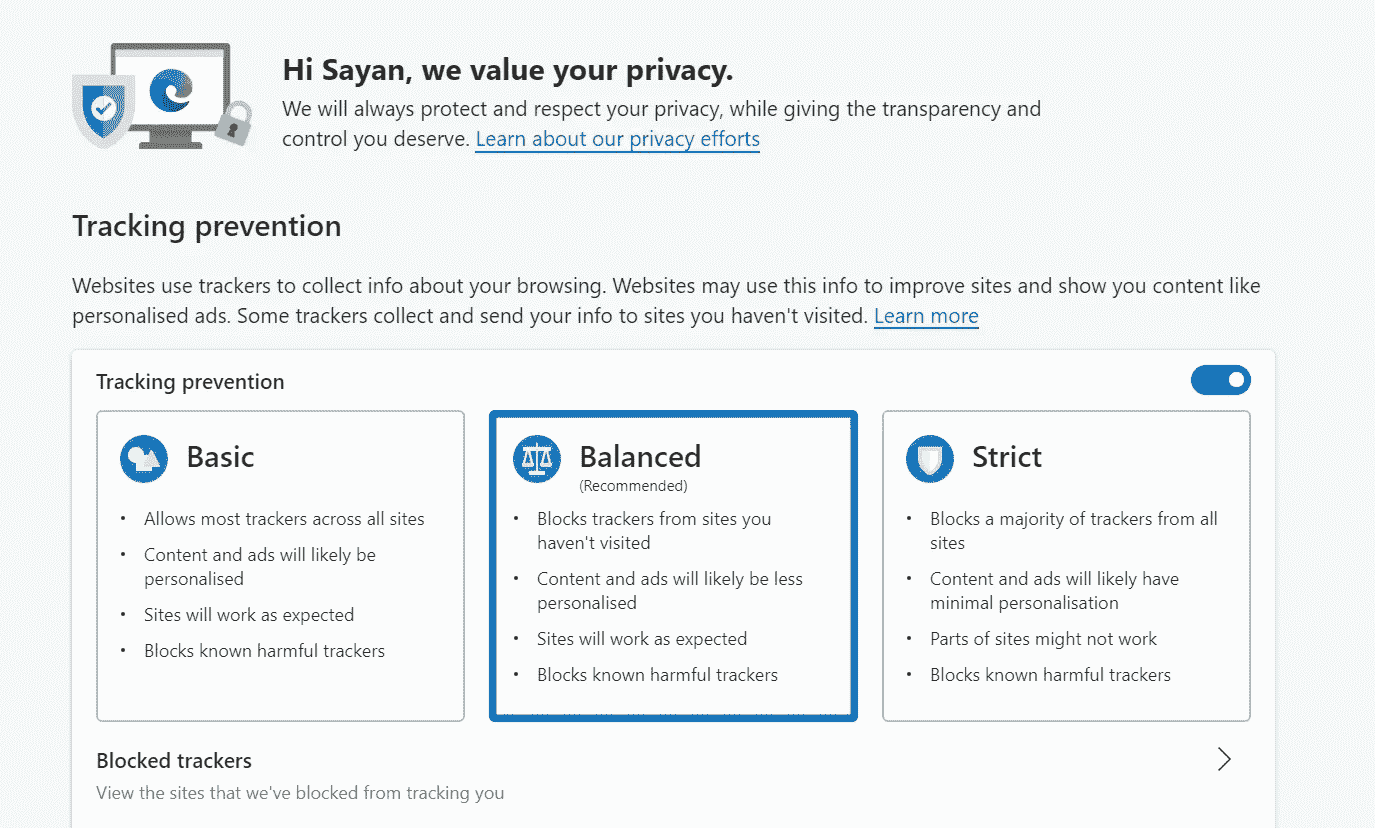 Hi Sayan, we value your privacy.
We will always protect and respect your privacy, while giving the transparency and
control you deserve. Learn about our privacy efforts
Tracking prevention
Websites use trackers to collect info about your browsing. Websites may use this info to improve sites and show you content like
personalised ads. Some trackers collect and send your info to sites you haven't visited. Learn more
Tracking prevention
Basic
• Allows most trackers across all sites
• Content and ads will likely be
personalised
• Sites will work as expected
• Blocks known harmful trackers
Balanced
(Recommended)
• Blocks trackers from sites you
haven't visited
• Content and ads will likely be less
personalised
• Sites will work as expected
• Blocks known harmful trackers
Strict
• Blocks a majority of trackers from all
sites
• Content and ads will likely have
minimal personalisation
• Parts of sites might not work
• Blocks known harmful trackers
Blocked trackers
View the sites that we've blocked from tracking you